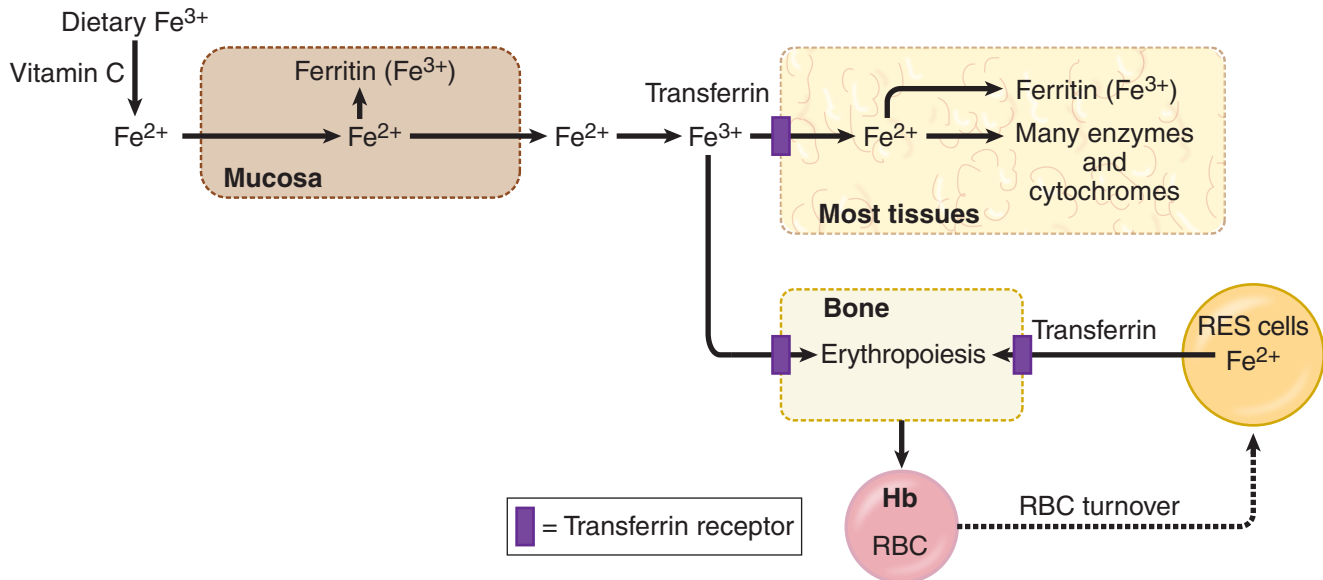 Dietary Fe³⁺
Vitamin C
Fe²⁺
Ferritin (Fe³⁺)
Fe²⁺
Mucosa
Fe²⁺
Fe³⁺
Transferrin
Fe²⁺
Ferritin (Fe³⁺)
Many enzymes
and
cytochromes
Most tissues
Bone
Erythropoiesis
Transferrin
RES cells
Fe²⁺
Hb
RBC
RBC turnover
= Transferrin receptor